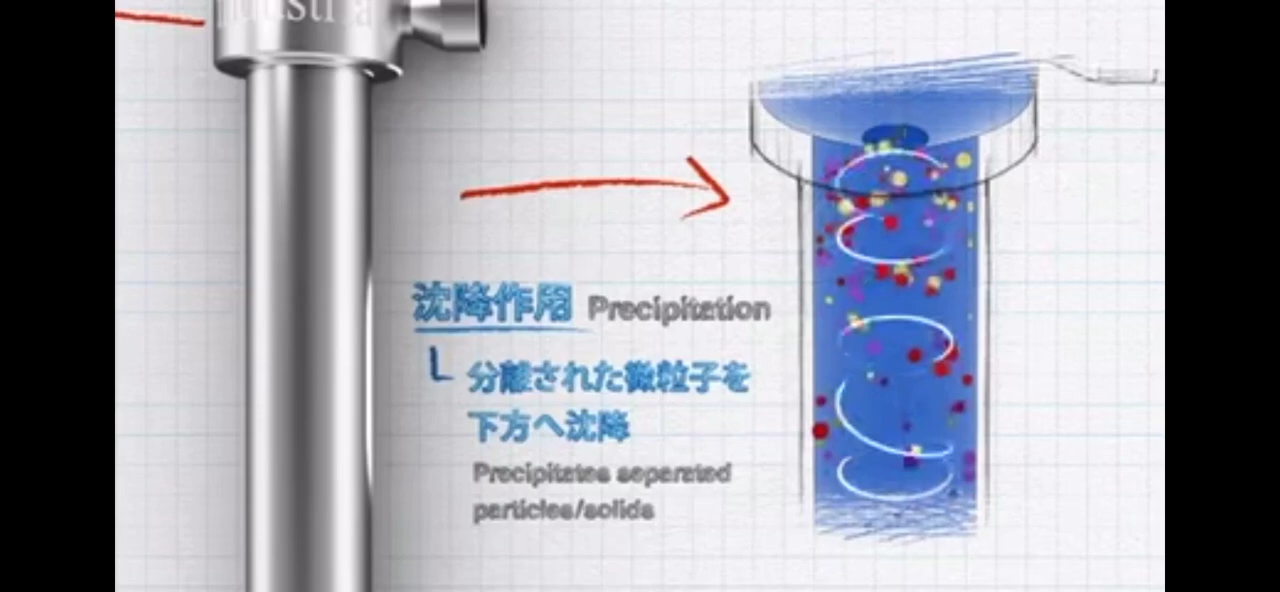 沈降作用 Precipitation
分離された微粒子を
下方へ沈降
Precipitates separated
particles/solids